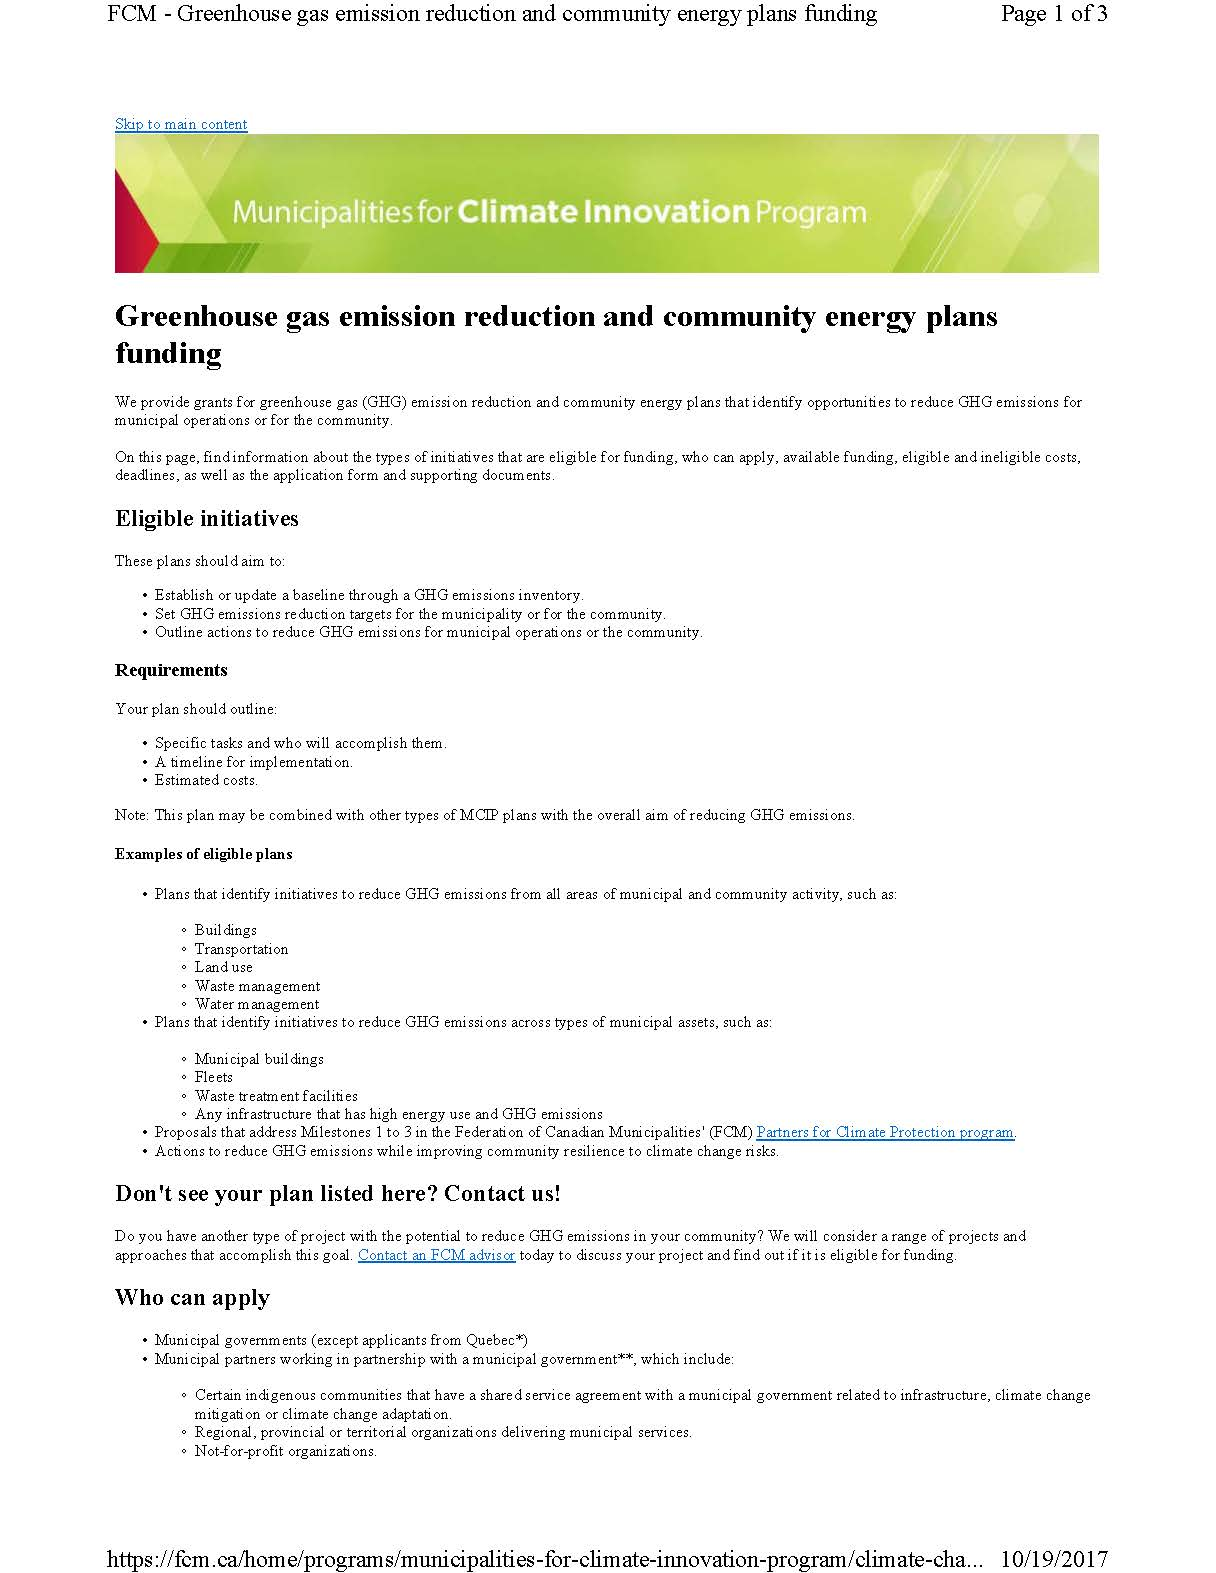 FCM - Greenhouse gas emission reduction and community energy plans funding Page 1 of 3
Skip to main content
Municipalities for Climate Innovation Program
Greenhouse gas emission reduction and community energy plans
funding
We provide grants for greenhouse gas (GHG) emission reduction and community energy plans that identify opportunities to reduce GHG emissions for
municipal operations or for the community.
On this page, find information about the types of initiatives that are eligible for funding, who can apply, available funding, eligible and ineligible costs,
deadlines, as well as the application form and supporting documents.
Eligible initiatives
These plans should aim to:
• Establish or update a baseline through a GHG emissions inventory.
• Set GHG emissions reduction targets for the municipality or for the community.
• Outline actions to reduce GHG emissions for municipal operations or the community.
Requirements
Your plan should outline:
• Specific tasks and who will accomplish them.
• A timeline for implementation.
• Estimated costs.
Note: This plan may be combined with other types of MCIP plans with the overall aim of reducing GHG emissions.
Examples of eligible plans
• Plans that identify initiatives to reduce GHG emissions from all areas of municipal and community activity, such as:
◦ Buildings
◦ Transportation
◦ Land use
◦ Waste management
◦ Water management
• Plans that identify initiatives to reduce GHG emissions across types of municipal assets, such as:
◦ Municipal buildings
◦ Fleets
◦ Waste treatment facilities
◦ Any infrastructure that has high energy use and GHG emissions
• Proposals that address Milestones 1 to 3 in the Federation of Canadian Municipalities' (FCM) Partners for Climate Protection program.
• Actions to reduce GHG emissions while improving community resilience to climate change risks.
Don't see your plan listed here? Contact us!
Do you have another type of project with the potential to reduce GHG emissions in your community? We will consider a range of projects and
approaches that accomplish this goal. Contact an FCM advisor today to discuss your project and find out if it is eligible for funding.
Who can apply
• Municipal governments (except applicants from Quebec*)
• Municipal partners working in partnership with a municipal government**, which include:
◦ Certain indigenous communities that have a shared service agreement with a municipal government related to infrastructure, climate change
mitigation or climate change adaptation.
◦ Regional, provincial or territorial organizations delivering municipal services.
◦ Not-for-profit organizations.
https://fcm.ca/home/programs/municipalities-for-climate-innovation-program/climate-cha... 10/19/2017